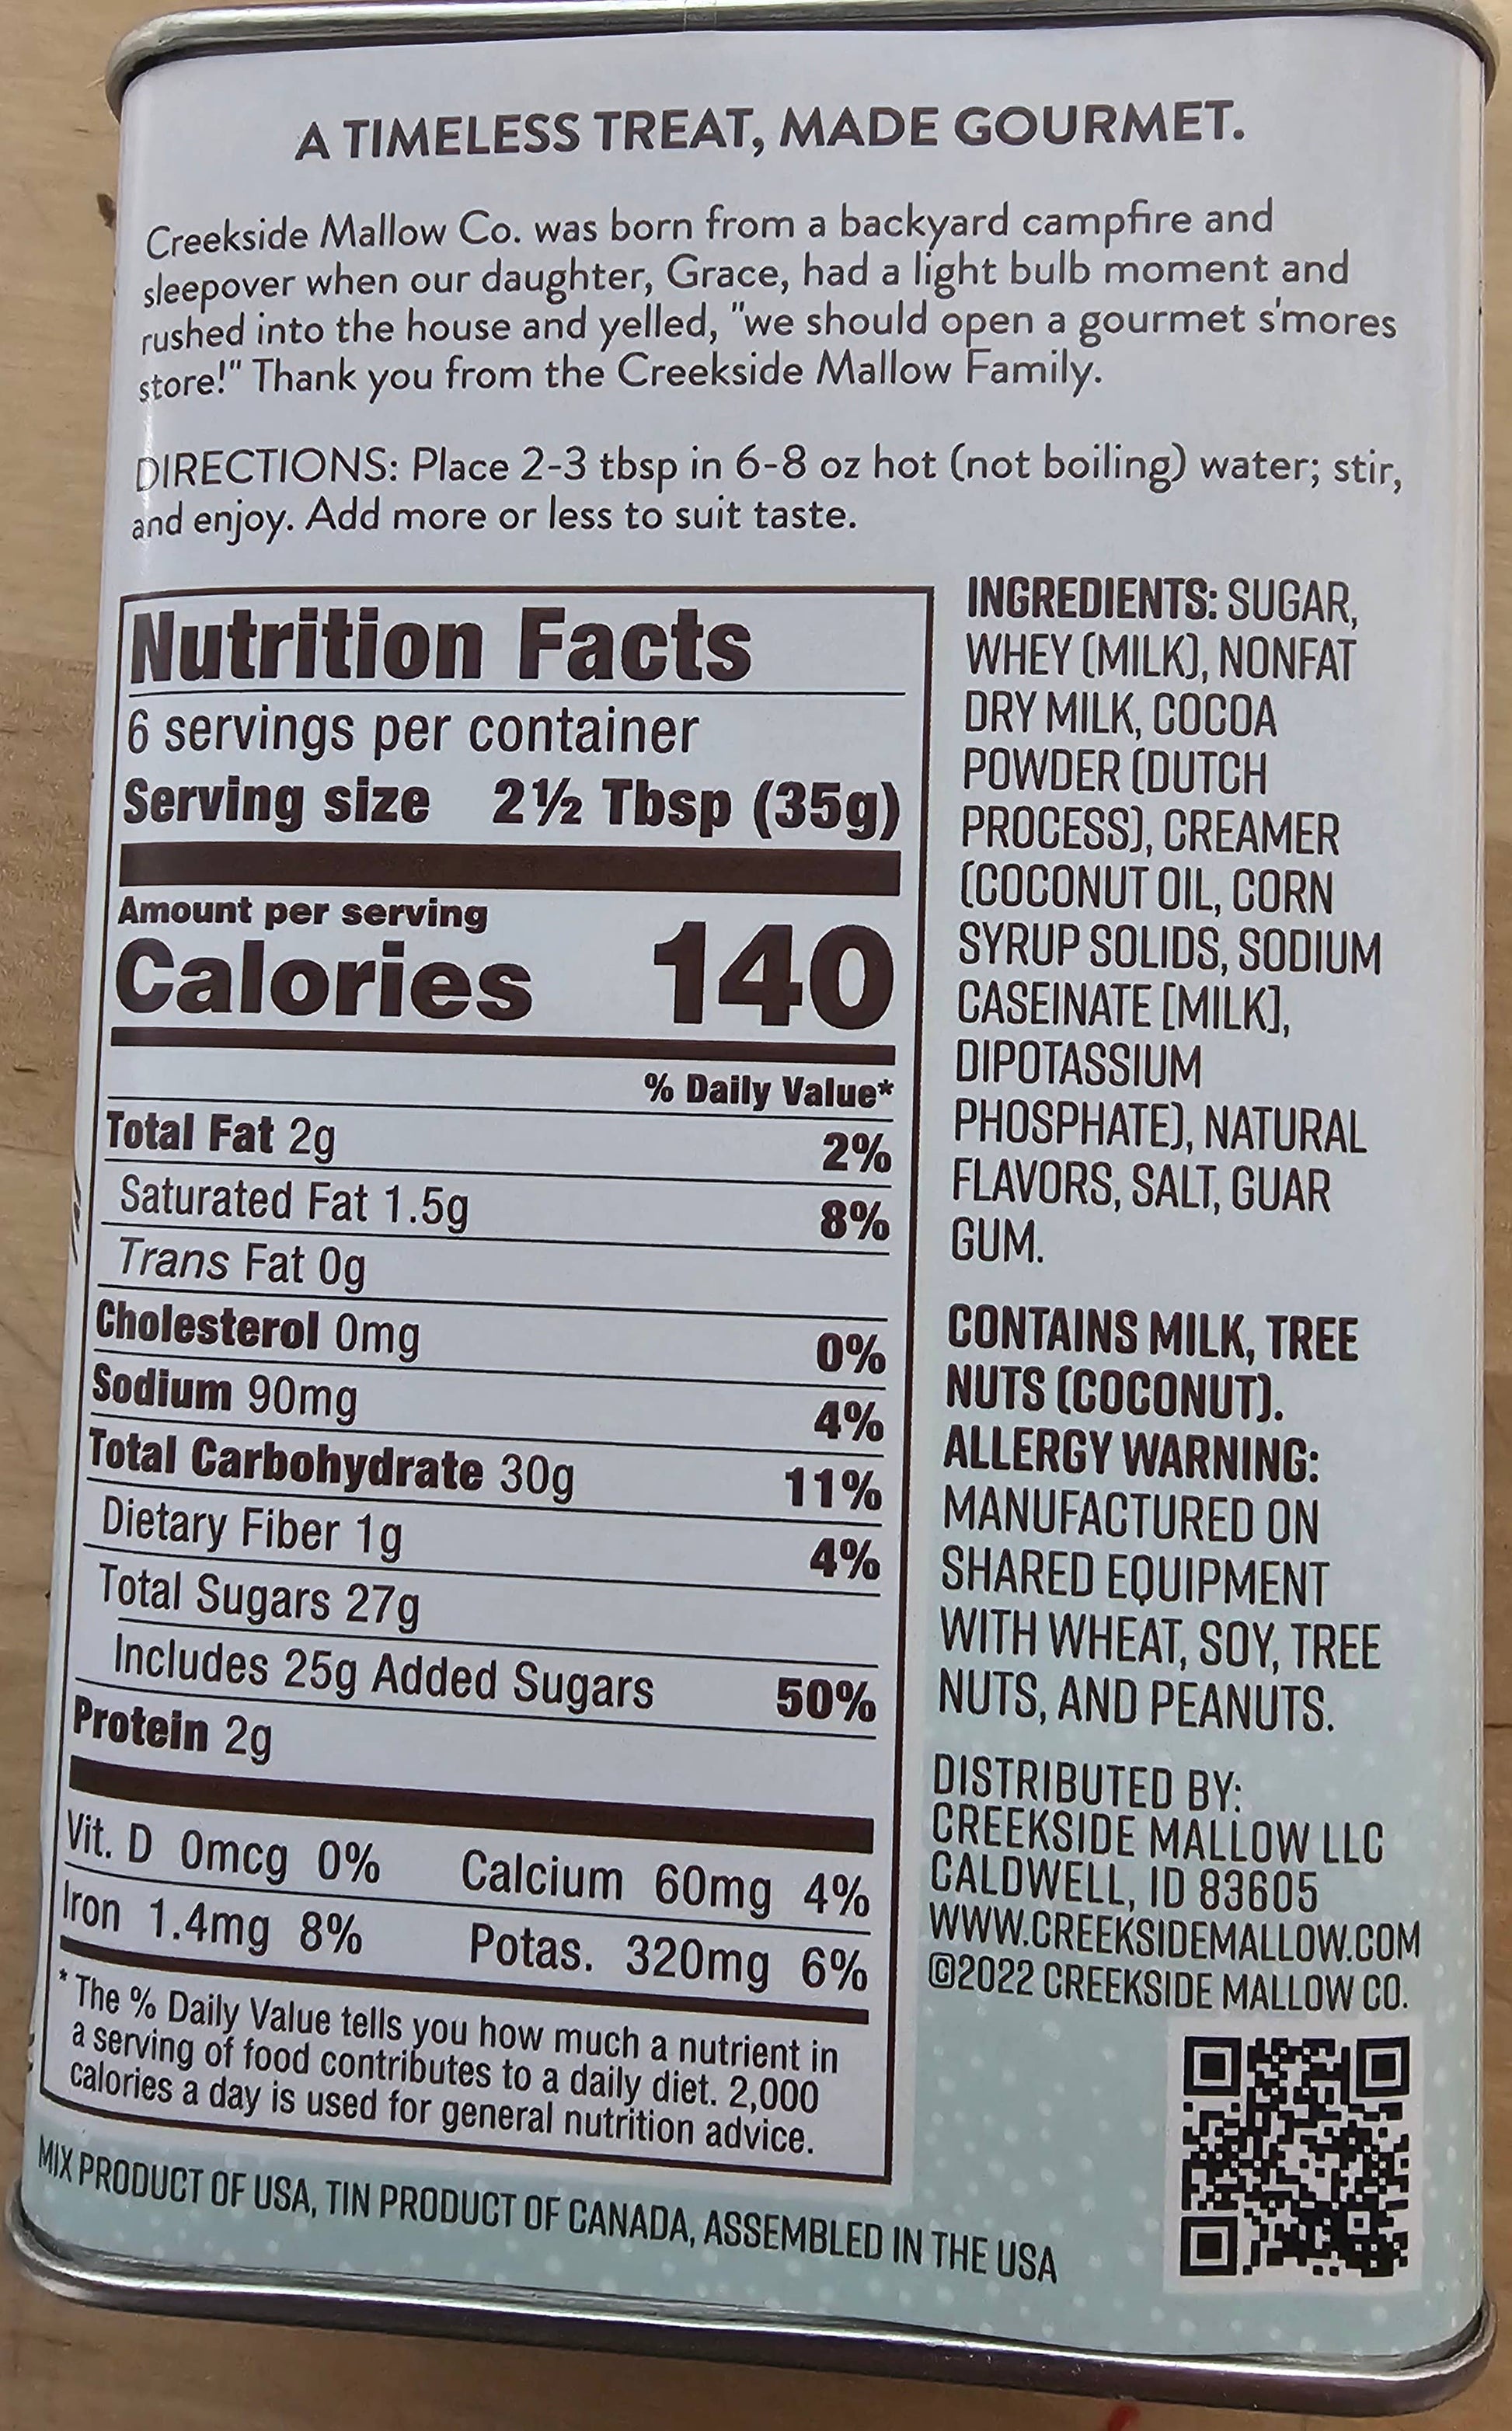 A TIMELESS TREAT, MADE GOURMET.
Creekside Mallow Co. was born from a backyard campfire and
sleepover when our daughter, Grace, had a light bulb moment and
rushed into the house and yelled, "we should open a gourmet s'mores
store!" Thank you from the Creekside Mallow Family.
DIRECTIONS: Place 2-3 tbsp in 6-8 oz hot (not boiling) water; stir,
and enjoy. Add more or less to suit taste.
Nutrition Facts
6 servings per container
Serving size 2½ Tbsp (35g)
Amount per serving
Calories 140
% Daily Value*
Total Fat 2g 2%
Saturated Fat 1.5g 8%
Trans Fat 0g
Cholesterol 0mg 0%
Sodium 90mg 4%
Total Carbohydrate 30g 11%
Dietary Fiber 1g 4%
Total Sugars 27g
Includes 25g Added Sugars 50%
Protein 2g
Vit. D 0mcg 0% Calcium 60mg 4%
Iron 1.4mg 8% Potas. 320mg 6%
* The % Daily Value tells you how much a nutrient in
a serving of food contributes to a daily diet. 2,000
calories a day is used for general nutrition advice.
INGREDIENTS: SUGAR,
WHEY (MILK), NONFAT
DRY MILK, COCOA
POWDER (DUTCH
PROCESS), CREAMER
(COCONUT OIL, CORN
SYRUP SOLIDS, SODIUM
CASEINATE [MILK],
DIPOTASSIUM
PHOSPHATE), NATURAL
FLAVORS, SALT, GUAR
GUM.
CONTAINS MILK, TREE
NUTS (COCONUT).
ALLERGY WARNING:
MANUFACTURED ON
SHARED EQUIPMENT
WITH WHEAT, SOY, TREE
NUTS, AND PEANUTS.
DISTRIBUTED BY:
CREEKSIDE MALLOW LLC
CALDWELL, ID 83605
WWW.CREEKSIDEMALLOW.COM
©2022 CREEKSIDE MALLOW CO.
MIX PRODUCT OF USA, TIN PRODUCT OF CANADA, ASSEMBLED IN THE USA